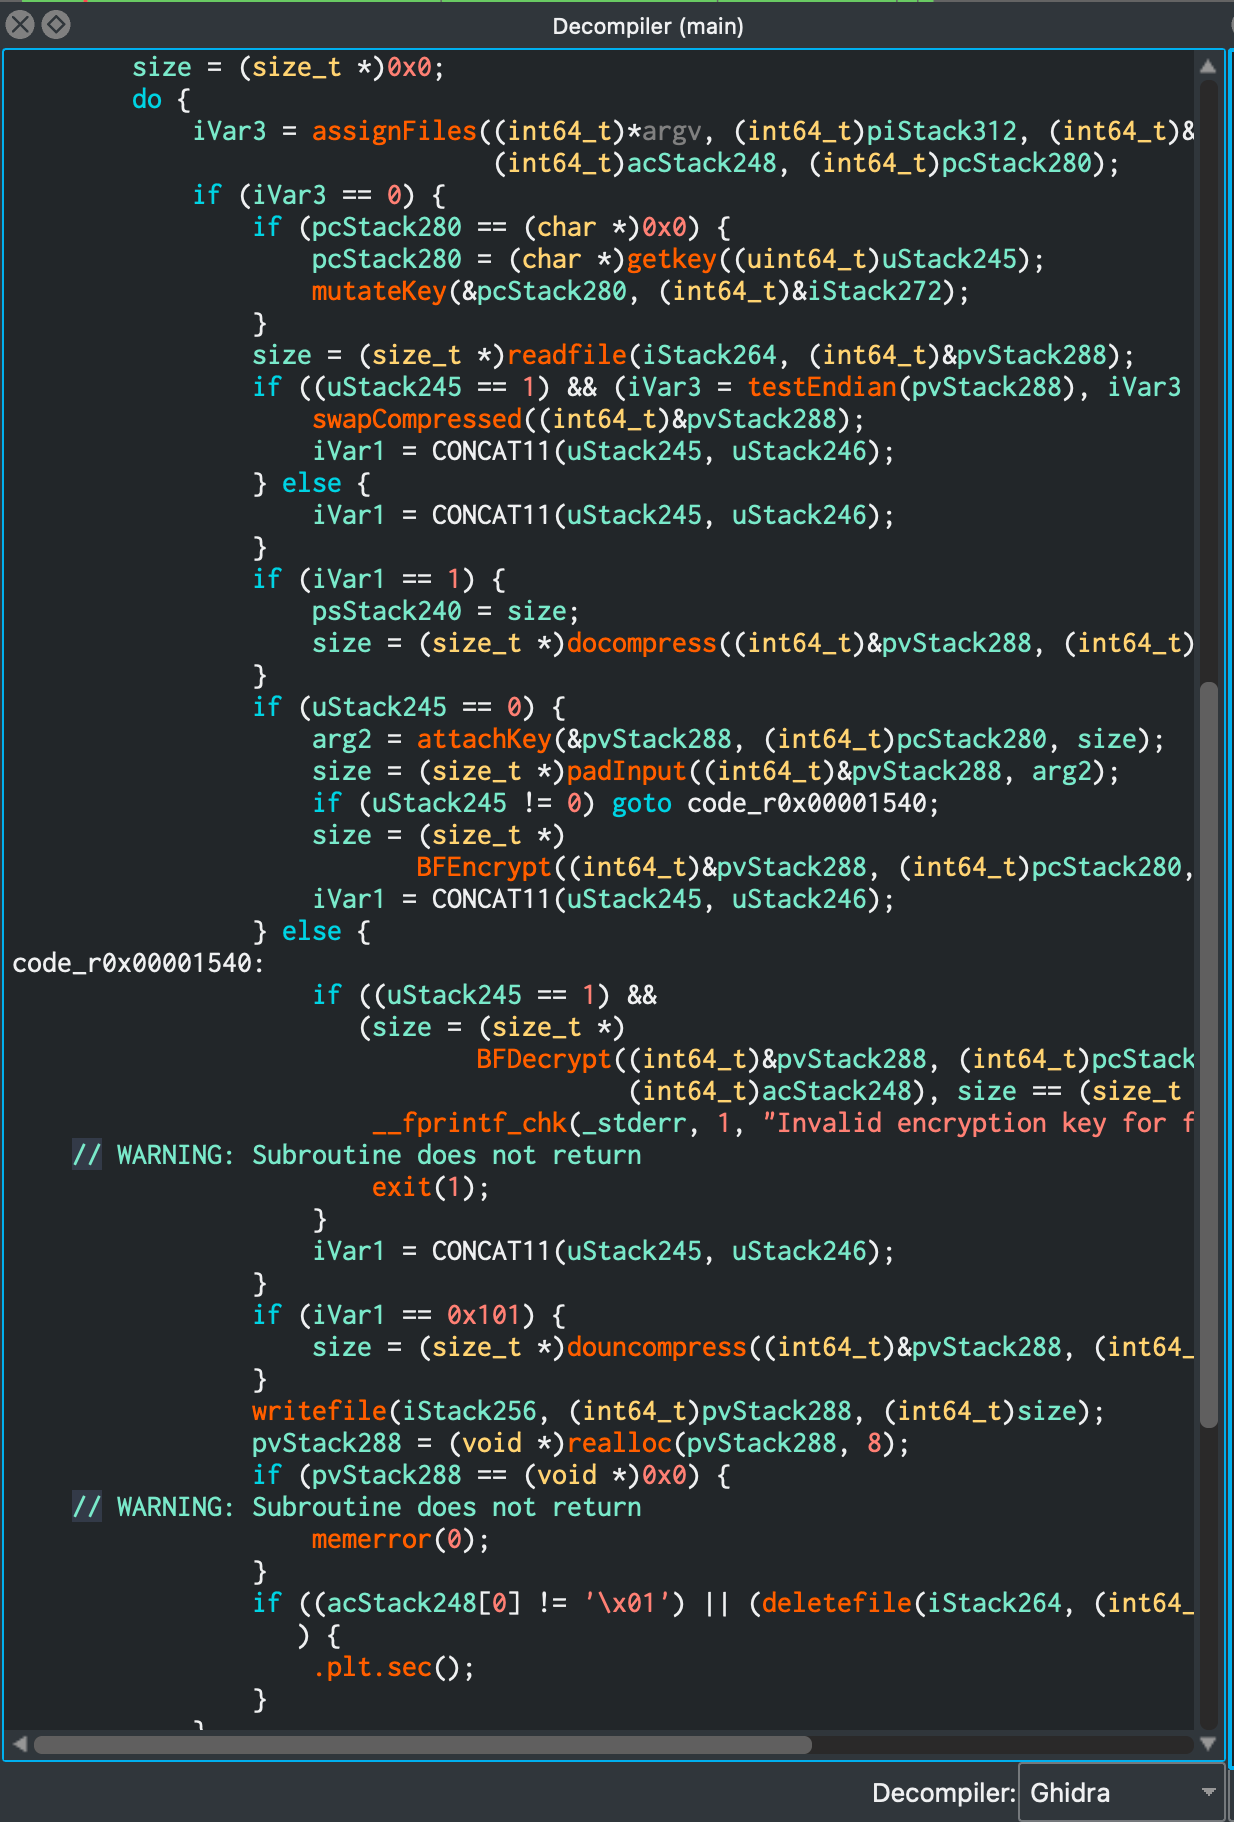 Decompiler (main)
size = (size_t *)0x0;
do {
iVar3 = assignFiles((int64_t)*argv, (int64_t)piStack312, (int64_t)&
(int64_t)acStack248, (int64_t)pcStack280);
if (iVar3 == 0) {
if (pcStack280 == (char *)0x0) {
pcStack280 = (char *)getkey((uint64_t)uStack245);
mutateKey(&pcStack280, (int64_t)&iStack272);
}
size = (size_t *)readfile(iStack264, (int64_t)&pvStack288);
if ((uStack245 == 1) && (iVar3 = testEndian(pvStack288), iVar3
swapCompressed((int64_t)&pvStack288);
iVar1 = CONCAT11(uStack245, uStack246);
} else {
iVar1 = CONCAT11(uStack245, uStack246);
}
if (iVar1 == 1) {
psStack240 = size;
size = (size_t *)docompress((int64_t)&pvStack288, (int64_t)
}
if (uStack245 == 0) {
arg2 = attachKey(&pvStack288, (int64_t)pcStack280, size);
size = (size_t *)padInput((int64_t)&pvStack288, arg2);
if (uStack245 != 0) goto code_r0x00001540;
size = (size_t *)
BFEncrypt((int64_t)&pvStack288, (int64_t)pcStack280,
iVar1 = CONCAT11(uStack245, uStack246);
} else {
code_r0x00001540:
if ((uStack245 == 1) &&
(size = (size_t *)
BFDecrypt((int64_t)&pvStack288, (int64_t)pcStack
(int64_t)acStack248), size == (size_t
__fprintf_chk(_stderr, 1, "Invalid encryption key for f
// WARNING: Subroutine does not return
exit(1);
}
iVar1 = CONCAT11(uStack245, uStack246);
}
if (iVar1 == 0x101) {
size = (size_t *)douncompress((int64_t)&pvStack288, (int64_
}
writefile(iStack256, (int64_t)pvStack288, (int64_t)size);
pvStack288 = (void *)realloc(pvStack288, 8);
if (pvStack288 == (void *)0x0) {
// WARNING: Subroutine does not return
memerror(0);
}
if ((acStack248[0] != '\x01') || (deletefile(iStack264, (int64_
) {
.plt.sec();
}
}
Decompiler: Ghidra